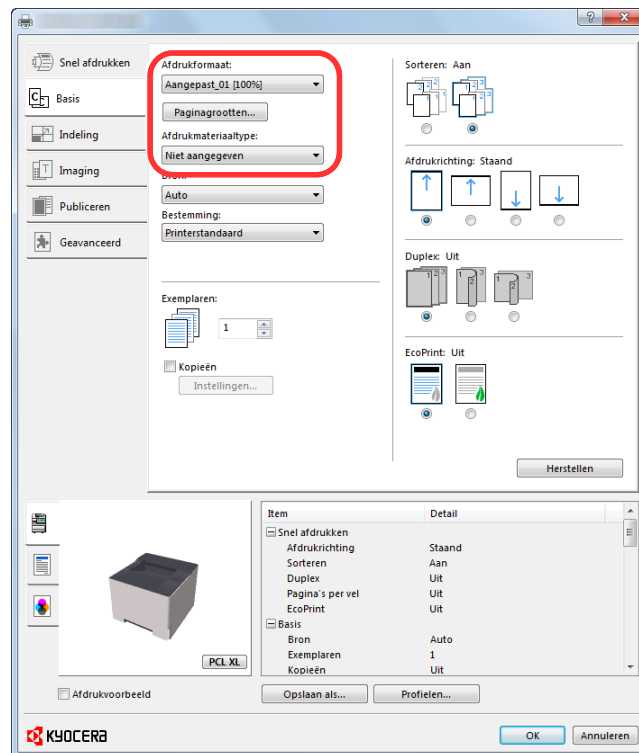 Snel afdrukken
Basis
Indeling
Imaging
Publiceren
Geavanceerd
Afdrukformaat:
Aangepast_01 [100%]
Paginagrootten...
Afdrukmateriaaltype:
Niet aangegeven
Auto
Bestemming:
Printerstandaard
Exemplaren:
1
Kopieën
Instellingen...
Sorteren: Aan
Afdrukrichting: Staand
Duplex: Uit
EcoPrint: Uit
Herstellen
PCL XL
Afdrukvoorbeeld
Item Detail
Snel afdrukken
Afdrukrichting Staand
Sorteren Aan
Duplex Uit
Pagina's per vel Uit
EcoPrint Uit
Basis
Bron Auto
Exemplaren 1
Kopieën Uit
Opslaan als... Profielen...
KYOCERA
OK Annuleren